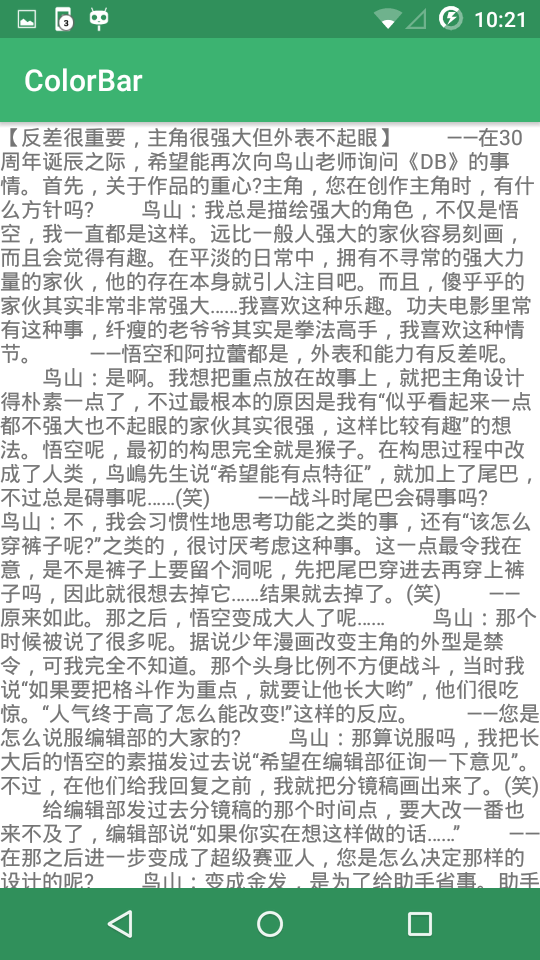 3
10:21
ColorBar
【反差很重要，主角很强大但外表不起眼】 ——在30
周年诞辰之际，希望能再次向鸟山老师询问《DB》的事
情。首先，关于作品的重心?主角，您在创作主角时，有什
么方针吗? 鸟山：我总是描绘强大的角色，不仅是悟
空，我一直都是这样。远比一般人强大的家伙容易刻画，
而且会觉得有趣。在平淡的日常中，拥有不寻常的强大力
量的家伙，他的存在本身就引人注目吧。而且，傻乎乎的
家伙其实非常非常强大……我喜欢这种乐趣。功夫电影里常
有这种事，纤瘦的老爷爷其实是拳法高手，我喜欢这种情
节。 ——悟空和阿拉蕾都是，外表和能力有反差呢。
鸟山：是啊。我想把重点放在故事上，就把主角设计
得朴素一点了，不过最根本的原因是我有“似乎看起来一点
都不强大也不起眼的家伙其实很强，这样比较有趣”的想
法。悟空呢，最初的构思完全就是猴子。在构思过程中改
成了人类，鸟嶋先生说“希望能有点特征”，就加上了尾巴，
不过总是碍事呢……(笑) ——战斗时尾巴会碍事吗?
鸟山：不，我会习惯性地思考功能之类的事，还有“该怎么
穿裤子呢?”之类的，很讨厌考虑这种事。这一点最令我在
意，是不是裤子上要留个洞呢，先把尾巴穿进去再穿上裤
子吗，因此就很想去掉它……结果就去掉了。(笑) ——
原来如此。那之后，悟空变成大人了呢…… 鸟山：那个
时候被说了很多呢。据说少年漫画改变主角的外型是禁
令，可我完全不知道。那个头身比例不方便战斗，当时我
说“如果要把格斗作为重点，就要让他长大哟”，他们很吃
惊。“人气终于高了怎么能改变!”这样的反应。 ——您是
怎么说服编辑部的大家的? 鸟山：那算说服吗，我把长
大后的悟空的素描发过去说“希望在编辑部征询一下意见”。
不过，在他们给我回复之前，我就把分镜稿画出来了。(笑)
给编辑部发过去分镜稿的那个时间点，要大改一番也
来不及了，编辑部说“如果你实在想这样做的话……” ——
在那之后进一步变成了超级赛亚人，您是怎么决定那样的
设计的呢? 鸟山：变成金发，是为了给助手省事。助手